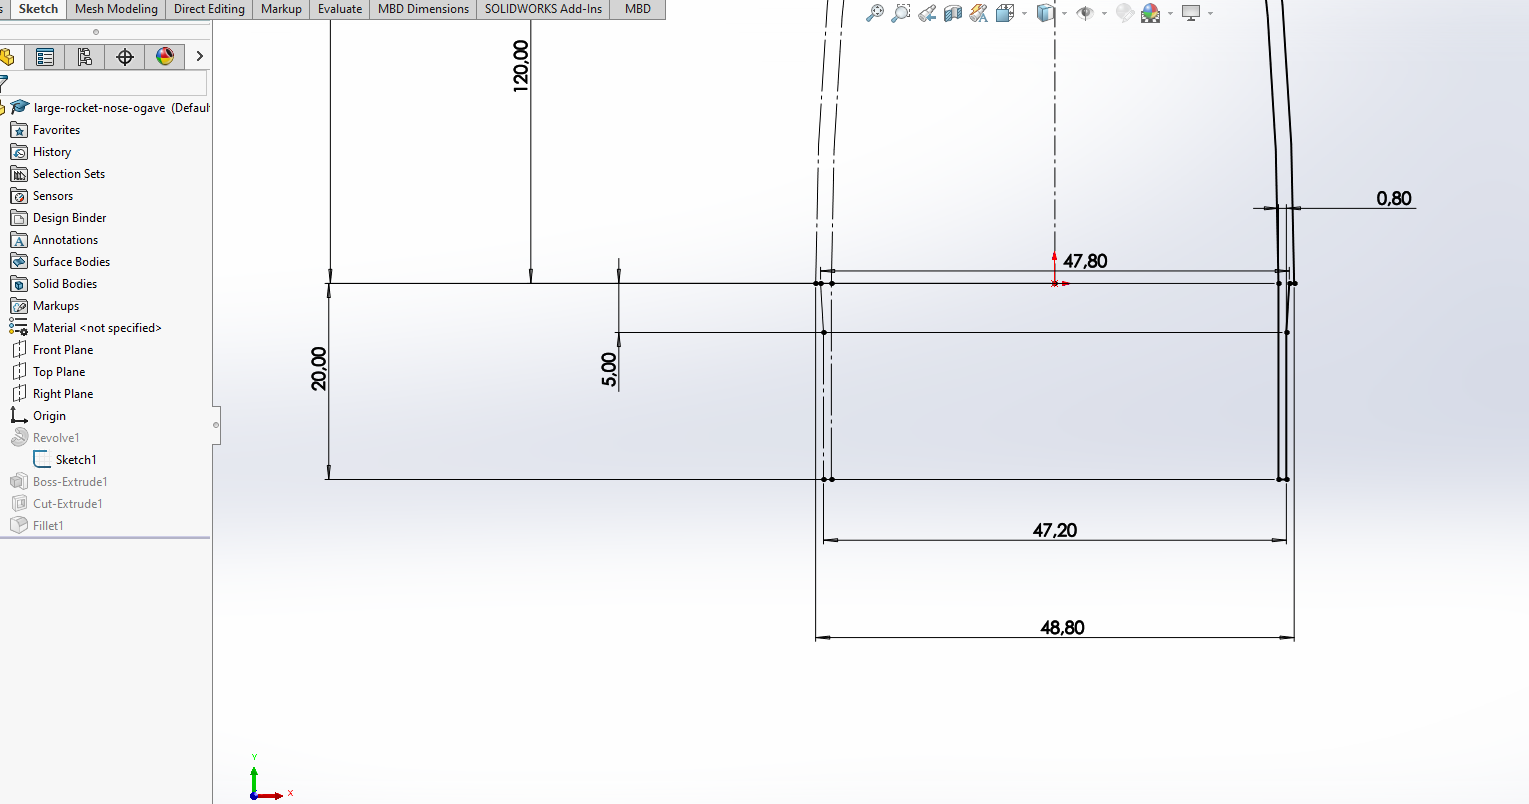 s Sketch Mesh Modeling Direct Editing Markup Evaluate MBD Dimensions SOLIDWORKS Add-Ins MBD
large-rocket-nose-ogave (Defaul
Favorites
History
Selection Sets
Sensors
Design Binder
Annotations
Surface Bodies
Solid Bodies
Markups
Material <not specified>
Front Plane
Top Plane
Right Plane
Origin
Revolve1
Sketch1
Boss-Extrude1
Cut-Extrude1
Fillet1
120,00
0,80
47,80
20,00
5,00
47,20
48,80
Y
X